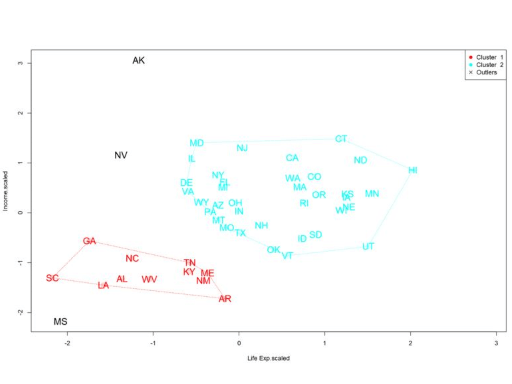 AK
Cluster 1
Cluster 2
Outliers
3
2
1
0
-1
-2
Income.scaled
MD
CT
NJ
NV
IL
CA
ND
HI
NY
FL
WA
CO
DE
MI
MA
VA
OR
KS
IA
MN
WY
AZ
OH
RI
NE
PA
IN
WI
MT
MO
NH
TX
ID
SD
GA
OK
VT
UT
NC
TN
KY
ME
SC
AL
WV
NM
LA
AR
MS
-2
-1
0
1
2
3
Life Exp.scaled